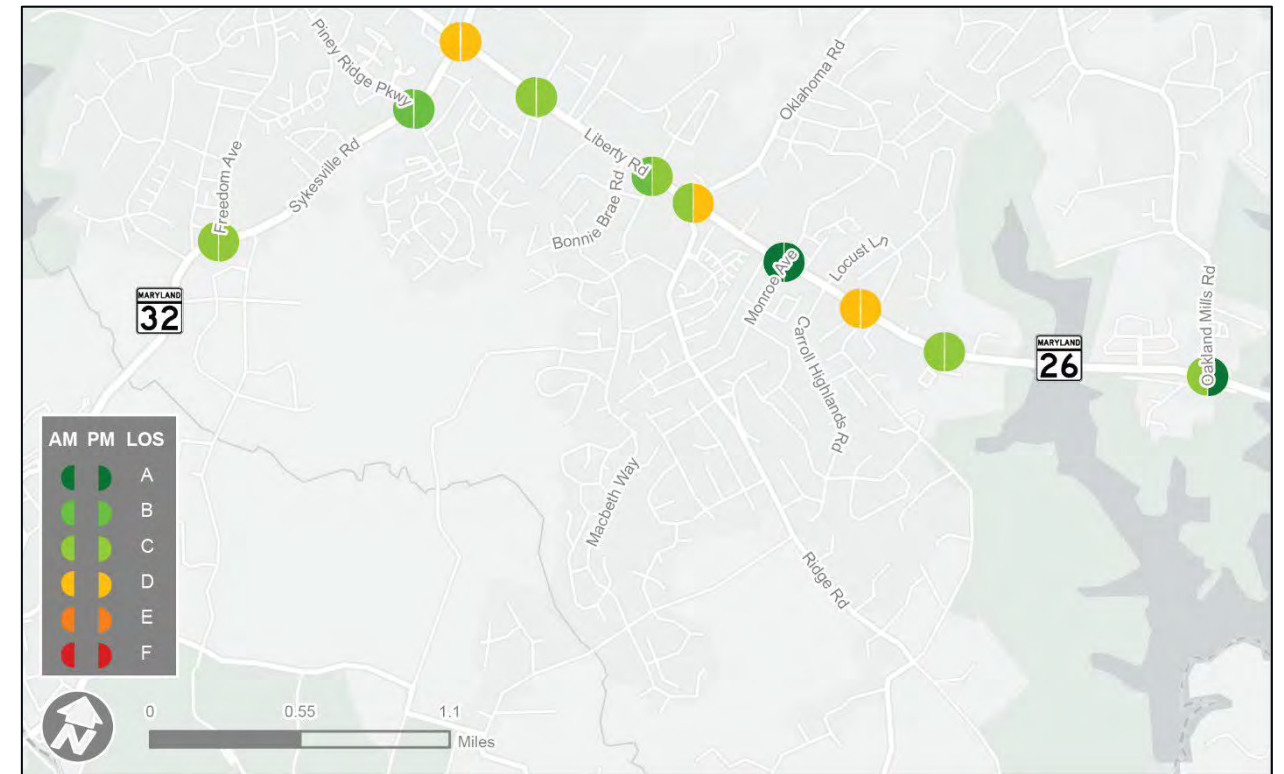 Piney Ridge Pkwy
Oklahoma Rd
Liberty Rd
Freedom Ave
Sykesville Rd
Bonnie Brae Rd
Monroe Ave
Locust Ln
Oakland Mills Rd
MARYLAND
32
MARYLAND
26
Carroll Highlands Rd
Macbeth Way
Ridge Rd
AM PM LOS
A
B
C
D
E
F
N
0 0.55 1.1
Miles